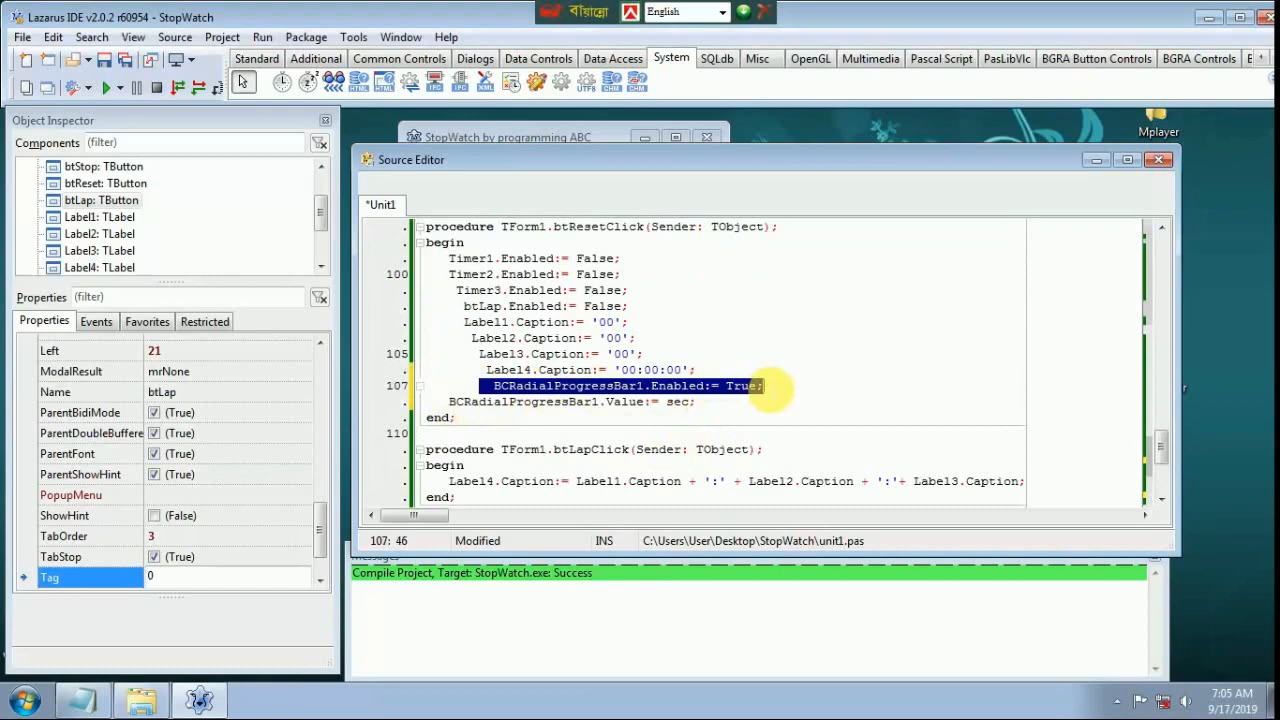 Lazarus IDE v2.0.2 r60954 - StopWatch
বায়ান্নো
English
File Edit Search View Source Project Run Package Tools Window Help
Standard Additional Common Controls Dialogs Data Controls Data Access System SQLdb Misc OpenGL Multimedia Pascal Script PasLibVlc BGRA Button Controls BGRA Controls
Object Inspector
Components (filter)
btStop: TButton
btReset: TButton
btLap: TButton
Label1: TLabel
Label2: TLabel
Label3: TLabel
Label4: TLabel
Properties (filter)
Properties Events Favorites Restricted
Left 21
ModalResult mrNone
Name btLap
ParentBidiMode (True)
ParentDoubleBuffere (True)
ParentFont (True)
ParentShowHint (True)
PopupMenu
ShowHint (False)
TabOrder 3
TabStop (True)
Tag 0
StopWatch by programming ABC
Mplayer
Source Editor
*Unit1
procedure TForm1.btResetClick(Sender: TObject);
begin
Timer1.Enabled:= False;
100 Timer2.Enabled:= False;
Timer3.Enabled:= False;
btLap.Enabled:= False;
Label1.Caption:= '00';
Label2.Caption:= '00';
105 Label3.Caption:= '00';
Label4.Caption:= '00:00:00';
107 BCRadialProgressBar1.Enabled:= True;
BCRadialProgressBar1.Value:= sec;
end;
110
procedure TForm1.btLapClick(Sender: TObject);
begin
Label4.Caption:= Label1.Caption + ':' + Label2.Caption + ':'+ Label3.Caption;
end;
107: 46 Modified INS C:\Users\User\Desktop\StopWatch\unit1.pas
Messages
Compile Project, Target: StopWatch.exe: Success
7:05 AM
9/17/2019